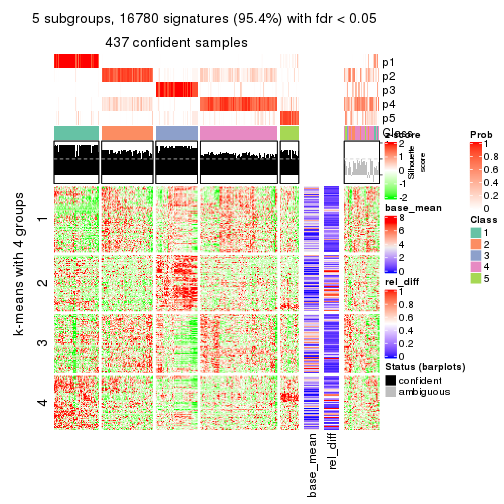 5 subgroups, 16780 signatures (95.4%) with fdr < 0.05
437 confident samples
p1
p2
p3
p4
p5
Class
z-score
2
1
0
-1
-2
Silhouette
score
Prob
1
0.8
0.6
0.4
0.2
0
base_mean
8
6
4
2
0
Class
1
2
3
4
5
rel_diff
1
0.8
0.6
0.4
0.2
0
Status (barplots)
confident
ambiguous
k-means with 4 groups
1
2
3
4
base_mean
rel_diff